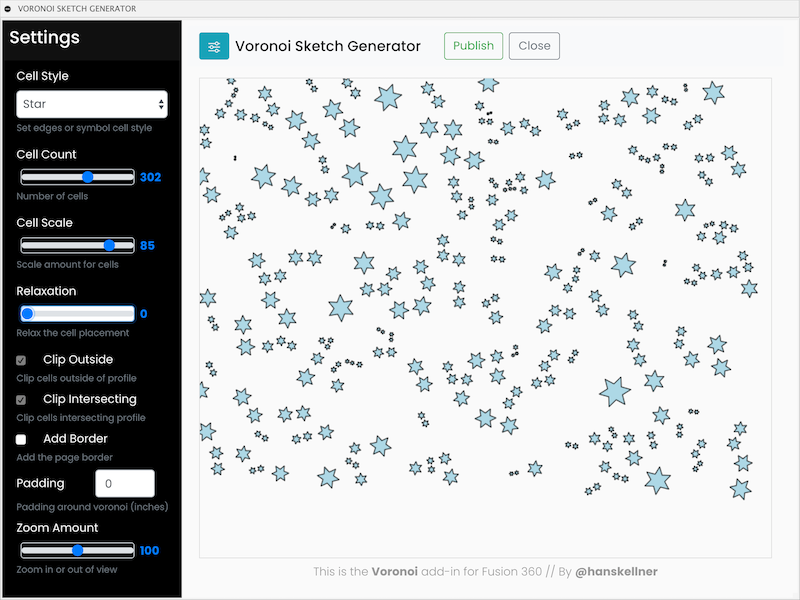 VORONOI SKETCH GENERATOR
Settings
Cell Style
Star
Set edges or symbol cell style
Cell Count
302
Number of cells
Cell Scale
85
Scale amount for cells
Relaxation
0
Relax the cell placement
Clip Outside
Clip cells outside of profile
Clip Intersecting
Clip cells intersecting profile
Add Border
Add the page border
Padding
0
Padding around voronoi (inches)
Zoom Amount
100
Zoom in or out of view
Voronoi Sketch Generator
Publish
Close
This is the Voronoi add-in for Fusion 360 // By @hanskellner